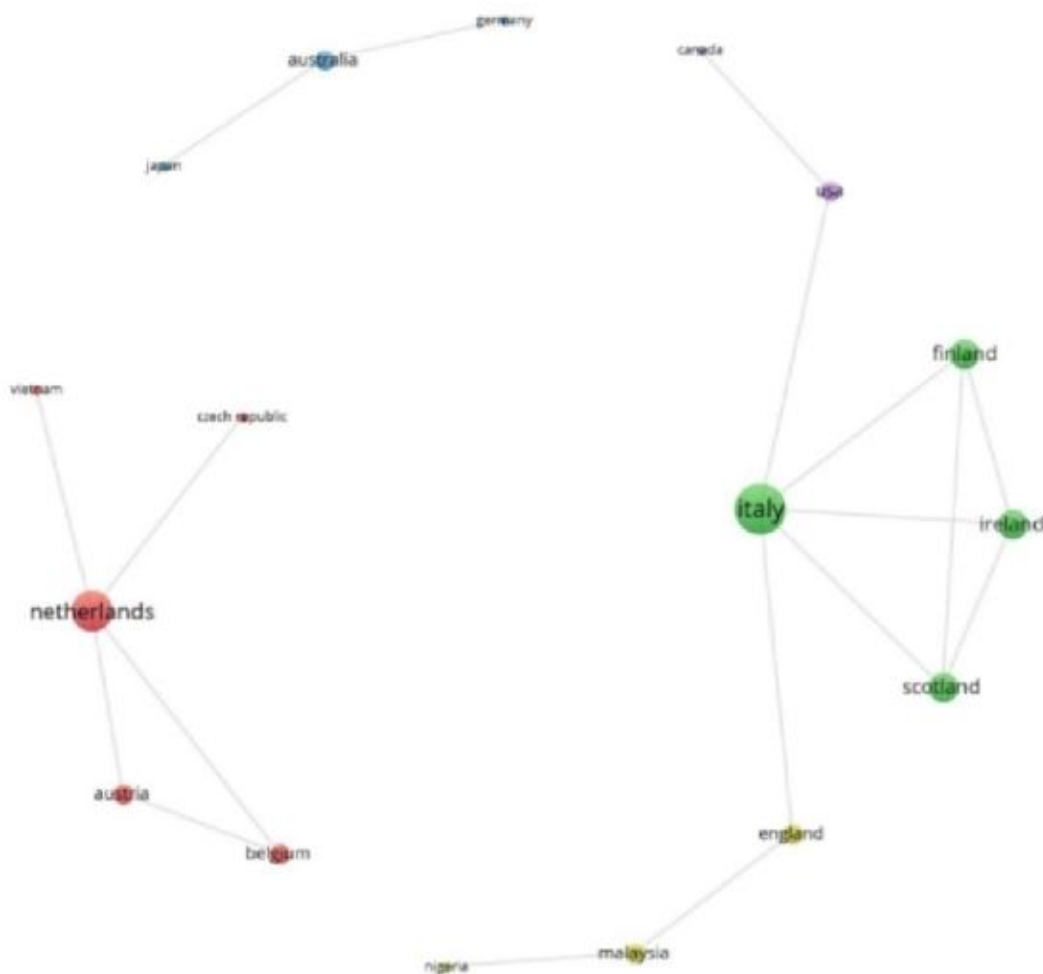 germany
canada
australia
japan
usa
finland
vietnam
czech republic
italy
ireland
netherlands
scotland
austria
england
belgium
malaysia
nigeria